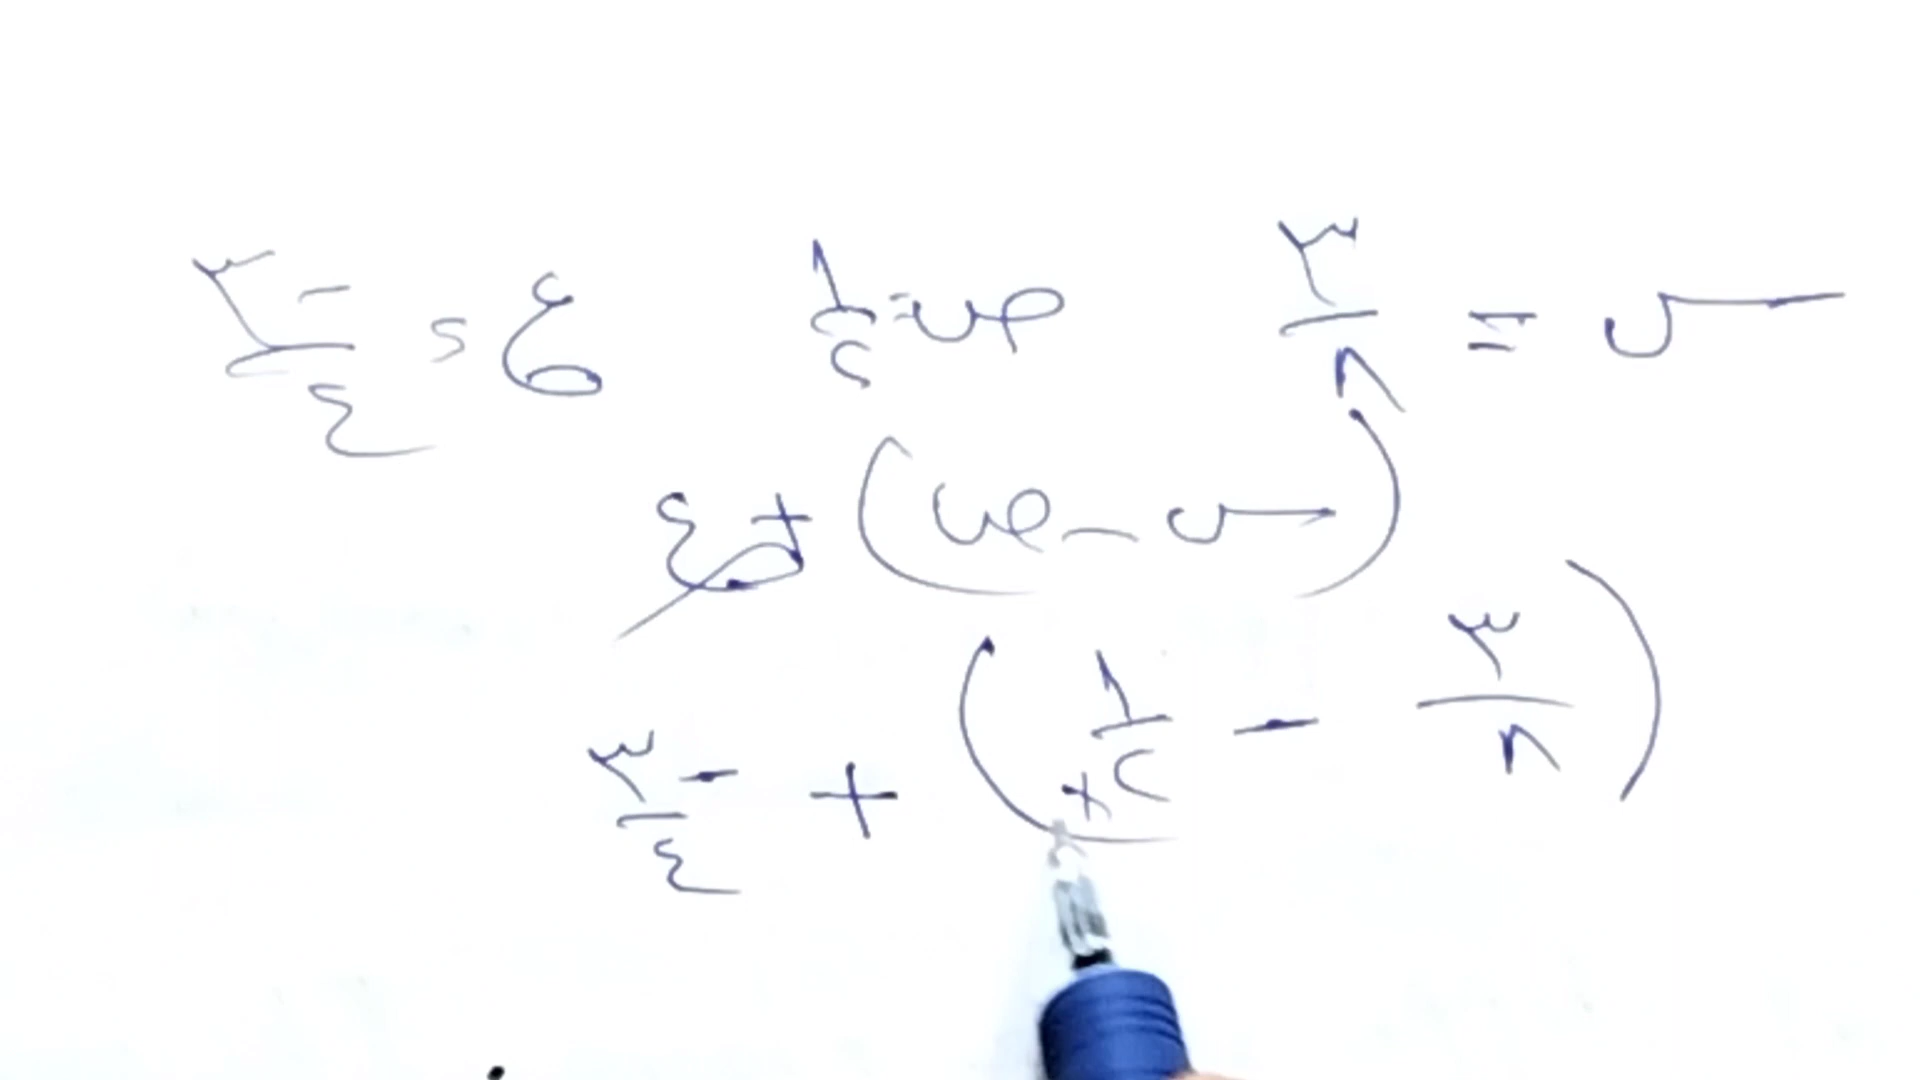 س = ٣/٨ ص = ١/٢ ع = -٣/٤
(س - ص) + ع
(٣/٨ - ١/٢) + -٣/٤
×